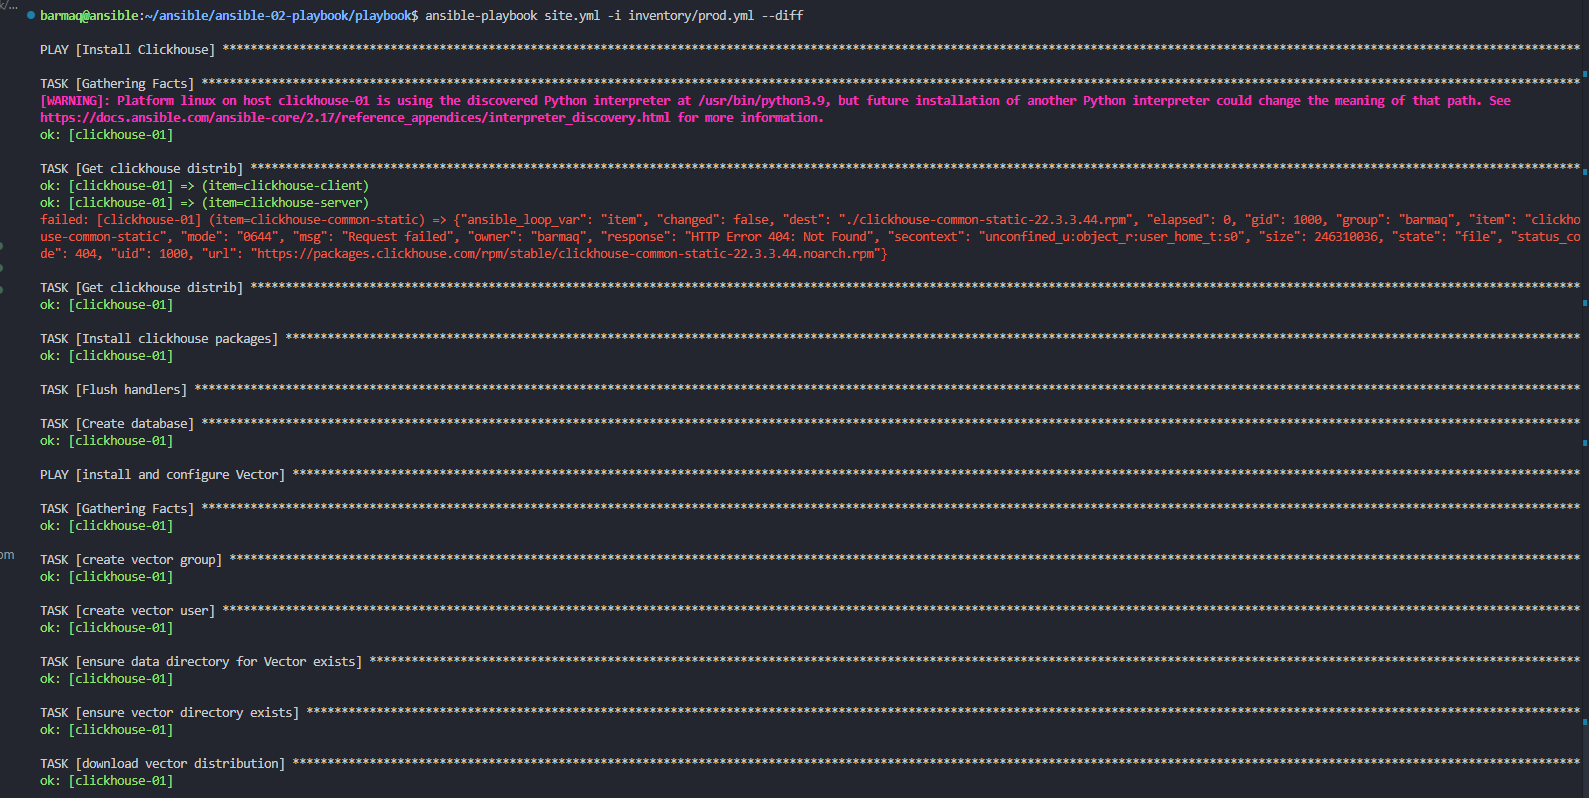 k/...
barmaq@ansible:~/ansible/ansible-02-playbook/playbook$ ansible-playbook site.yml -i inventory/prod.yml --diff
PLAY [Install Clickhouse] ****************************************************************************************************************************************************************************************************
TASK [Gathering Facts] *******************************************************************************************************************************************************************************************************
[WARNING]: Platform linux on host clickhouse-01 is using the discovered Python interpreter at /usr/bin/python3.9, but future installation of another Python interpreter could change the meaning of that path. See
https://docs.ansible.com/ansible-core/2.17/reference_appendices/interpreter_discovery.html for more information.
ok: [clickhouse-01]
TASK [Get clickhouse distrib] ************************************************************************************************************************************************************************************************
ok: [clickhouse-01] => (item=clickhouse-client)
ok: [clickhouse-01] => (item=clickhouse-server)
failed: [clickhouse-01] (item=clickhouse-common-static) => {"ansible_loop_var": "item", "changed": false, "dest": "./clickhouse-common-static-22.3.3.44.rpm", "elapsed": 0, "gid": 1000, "group": "barmaq", "item": "clickho
use-common-static", "mode": "0644", "msg": "Request failed", "owner": "barmaq", "response": "HTTP Error 404: Not Found", "secontext": "unconfined_u:object_r:user_home_t:s0", "size": 246310036, "state": "file", "status_co
de": 404, "uid": 1000, "url": "https://packages.clickhouse.com/rpm/stable/clickhouse-common-static-22.3.3.44.noarch.rpm"}
TASK [Get clickhouse distrib] ************************************************************************************************************************************************************************************************
ok: [clickhouse-01]
TASK [Install clickhouse packages] *******************************************************************************************************************************************************************************************
ok: [clickhouse-01]
TASK [Flush handlers] ********************************************************************************************************************************************************************************************************
TASK [Create database] *******************************************************************************************************************************************************************************************************
ok: [clickhouse-01]
PLAY [install and configure Vector] ******************************************************************************************************************************************************************************************
TASK [Gathering Facts] *******************************************************************************************************************************************************************************************************
ok: [clickhouse-01]
om
TASK [create vector group] ***************************************************************************************************************************************************************************************************
ok: [clickhouse-01]
TASK [create vector user] ****************************************************************************************************************************************************************************************************
ok: [clickhouse-01]
TASK [ensure data directory for Vector exists] *******************************************************************************************************************************************************************************
ok: [clickhouse-01]
TASK [ensure vector directory exists] ****************************************************************************************************************************************************************************************
ok: [clickhouse-01]
TASK [download vector distribution] ******************************************************************************************************************************************************************************************
ok: [clickhouse-01]